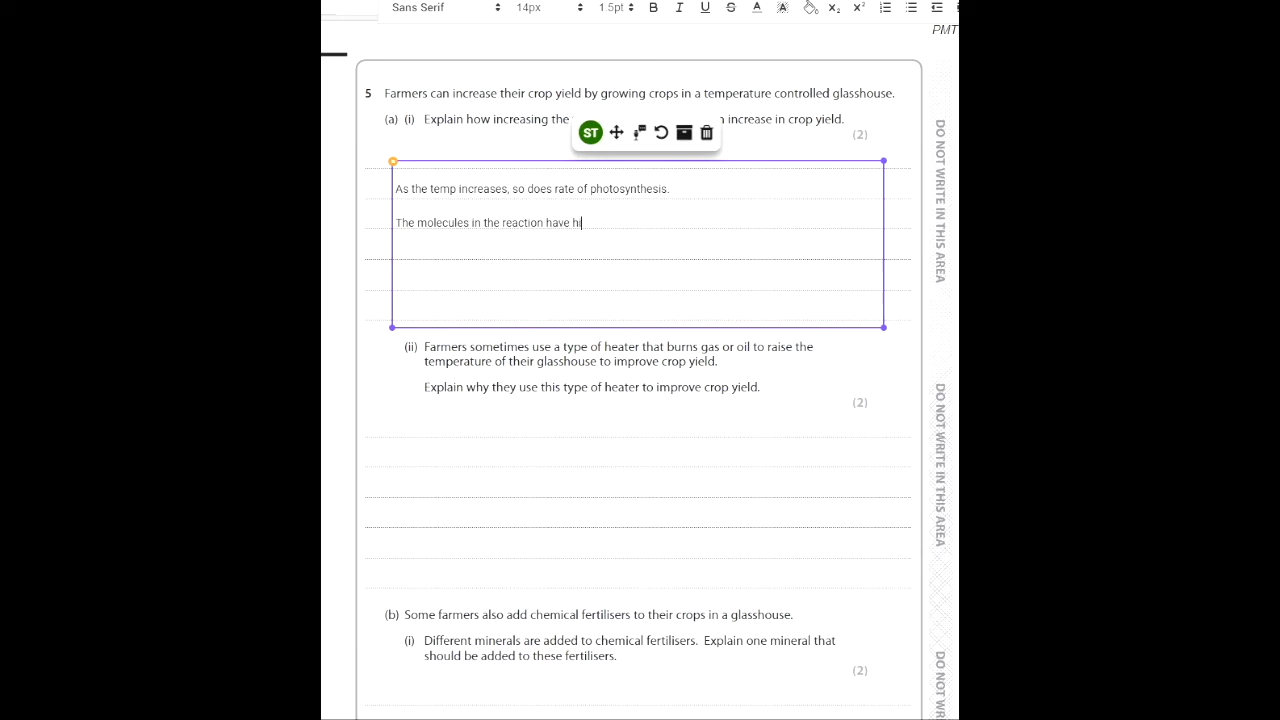 Sans Serif 14px 1.5pt B I U S A A X₂ X²
PMT
5 Farmers can increase their crop yield by growing crops in a temperature controlled glasshouse.
(a) (i) Explain how increasing the n increase in crop yield.
(2)
ST
As the temp increases, so does rate of photosynthesis.
The molecules in the reaction have hi
(ii) Farmers sometimes use a type of heater that burns gas or oil to raise the
temperature of their glasshouse to improve crop yield.
Explain why they use this type of heater to improve crop yield.
(2)
(b) Some farmers also add chemical fertilisers to their crops in a glasshouse.
(i) Different minerals are added to chemical fertilisers. Explain one mineral that
should be added to these fertilisers.
(2)
DO NOT WRITE IN THIS AREA
DO NOT WRITE IN THIS AREA
DO NOT WR